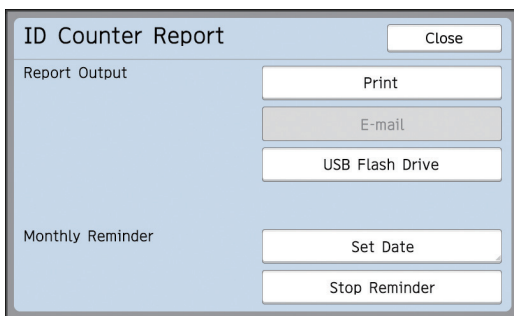 ID Counter Report
Close
Report Output
Print
E-mail
USB Flash Drive
Monthly Reminder
Set Date
Stop Reminder